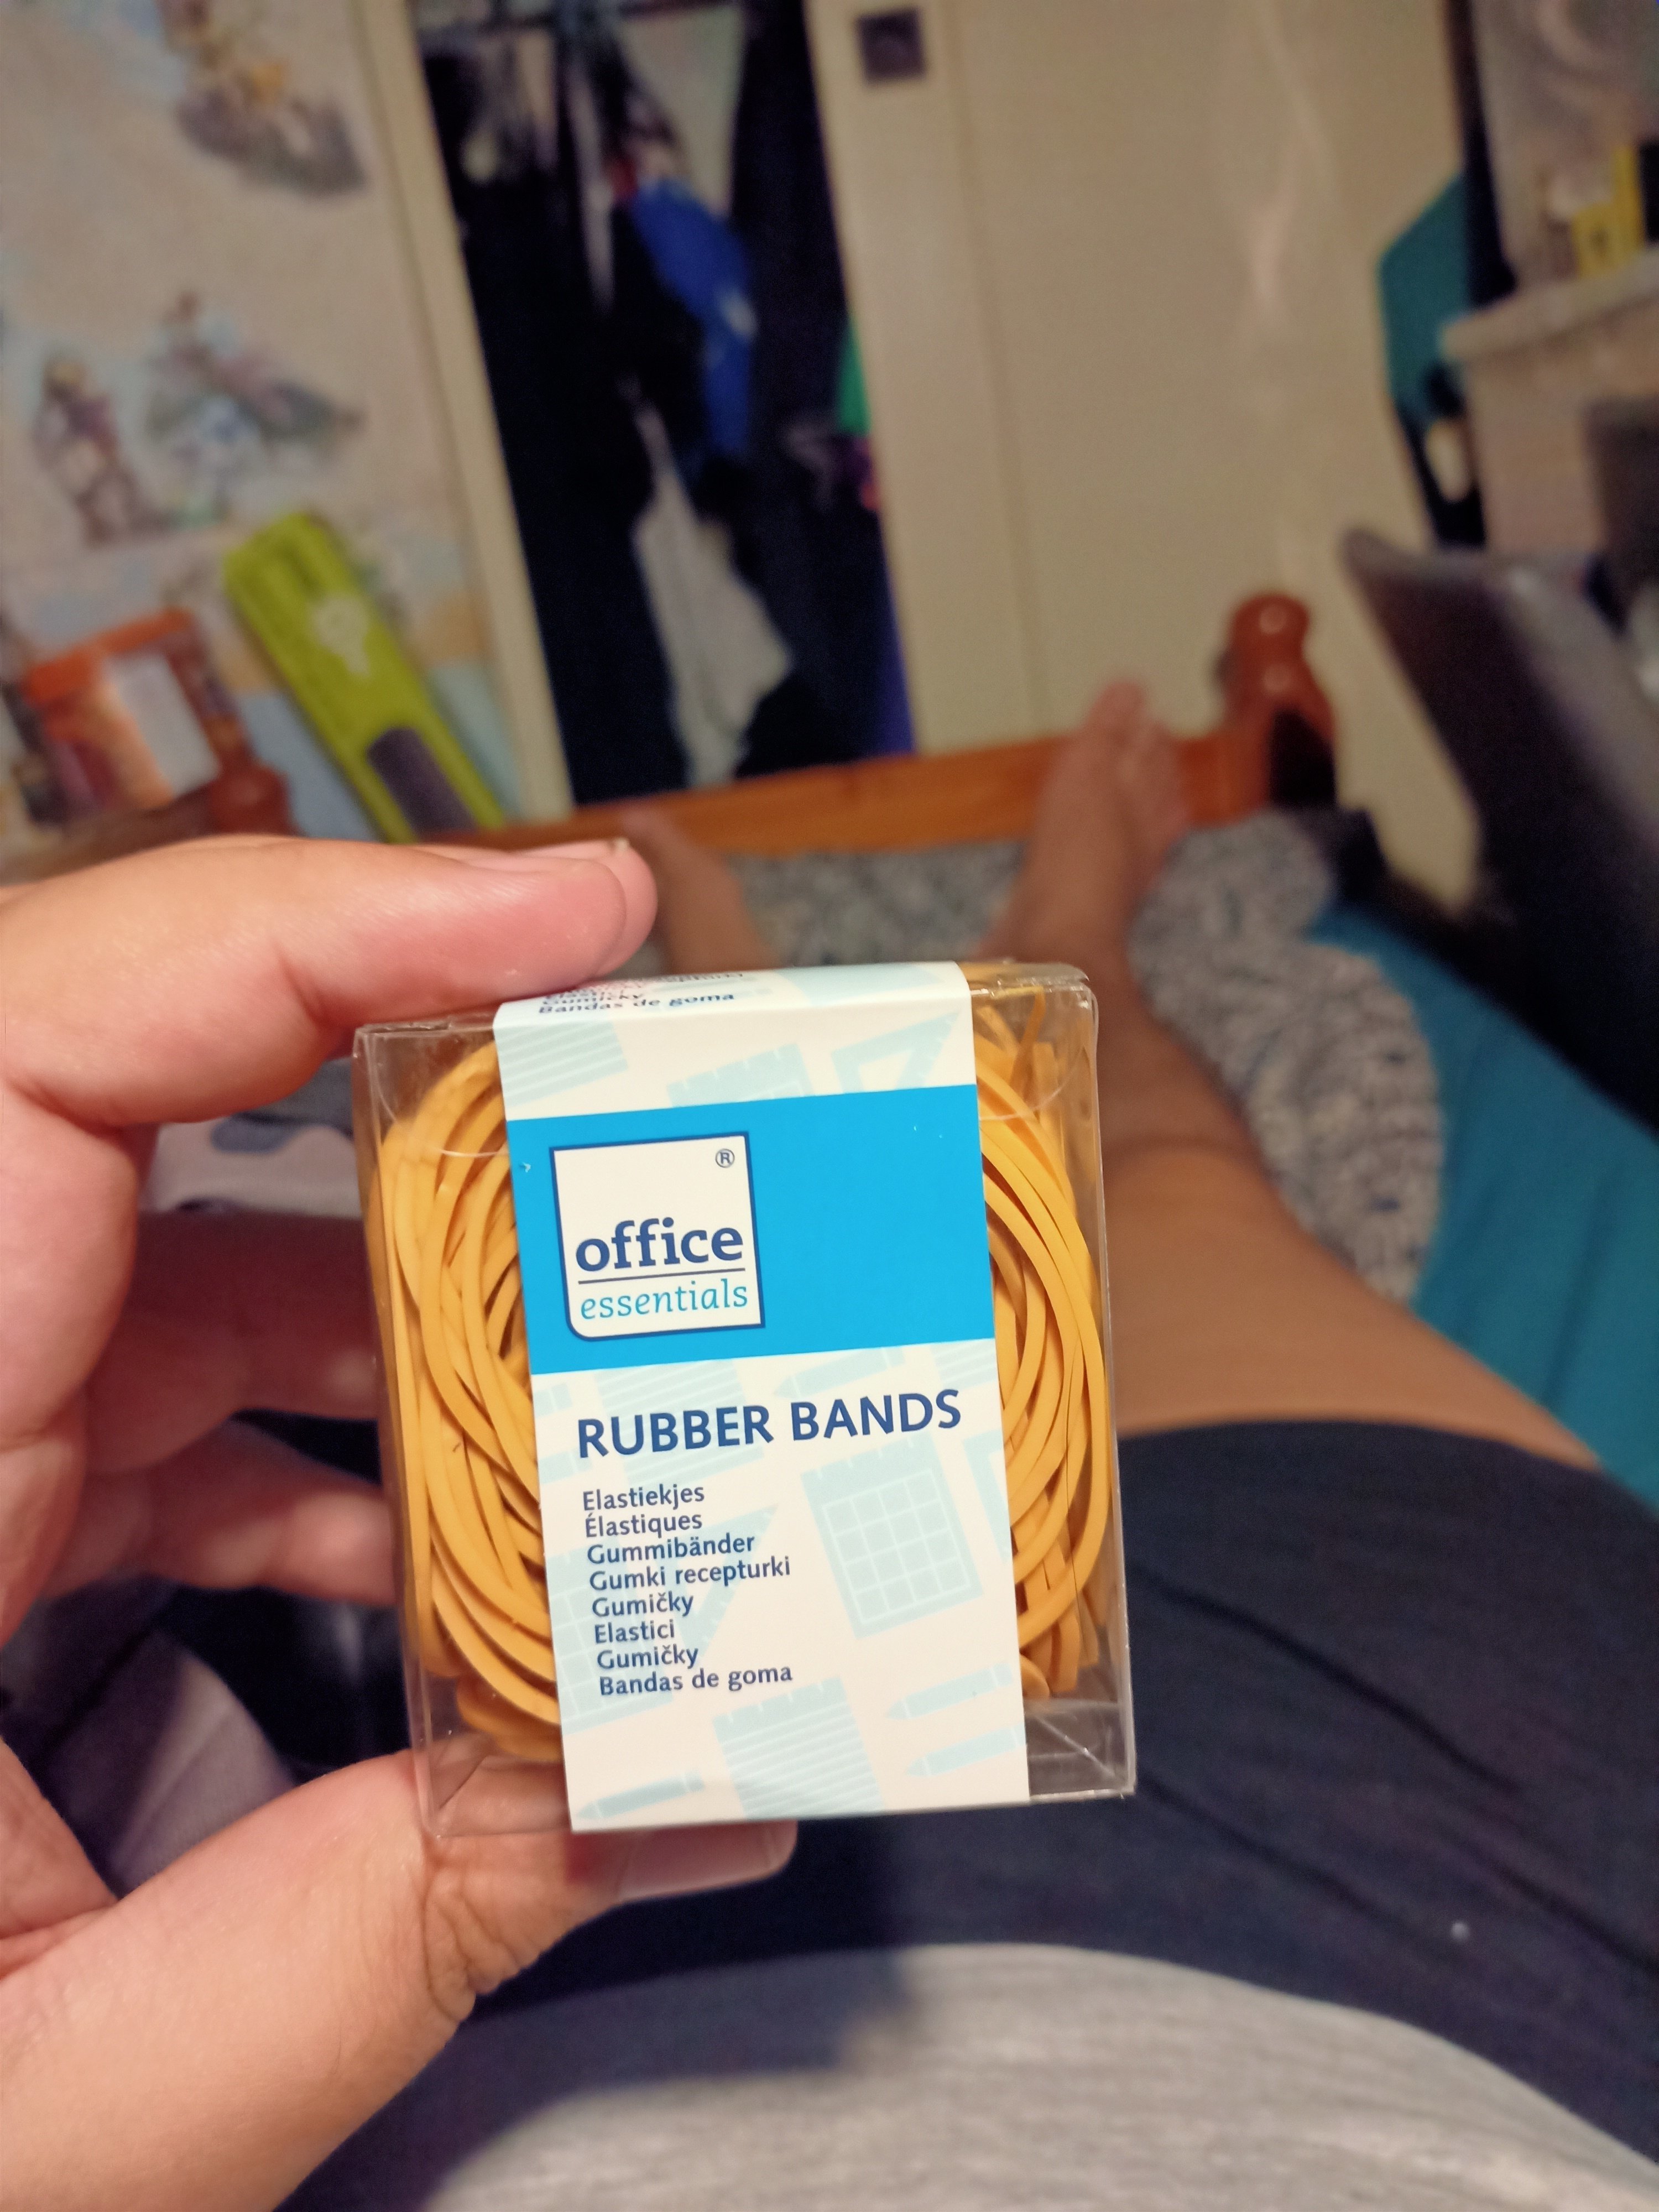 Gumičky
Bandas de goma
®
office
essentials
RUBBER BANDS
Elastiekjes
Élastiques
Gummibänder
Gumki recepturki
Gumičky
Elastici
Gumičky
Bandas de goma